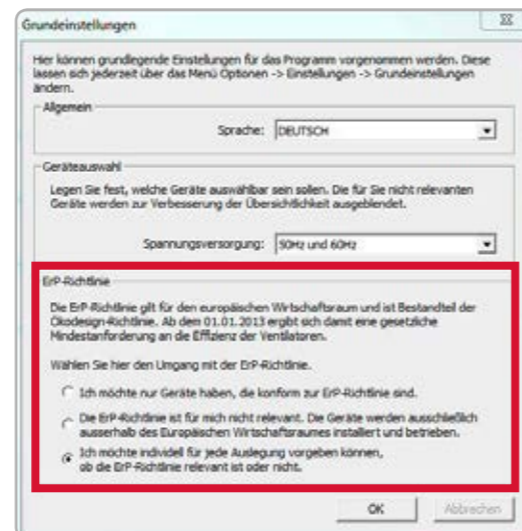 Grundeinstellungen
Hier können grundlegende Einstellungen für das Programm vorgenommen werden. Diese
lassen sich jederzeit über das Menü Optionen -> Einstellungen -> Grundeinstellungen
ändern.
Allgemein
Sprache: DEUTSCH
Geräteauswahl
Legen Sie fest, welche Geräte auswählbar sein sollen. Die für Sie nicht relevanten
Geräte werden zur Verbesserung der Übersichtlichkeit ausgeblendet.
Spannungsversorgung: 50Hz und 60Hz
ErP-Richtlinie
Die ErP-Richtlinie gilt für den europäischen Wirtschaftsraum und ist Bestandteil der
Ökodesign-Richtlinie. Ab dem 01.01.2013 ergibt sich damit eine gesetzliche
Mindestanforderung an die Effizienz der Ventilatoren.
Wählen Sie hier den Umgang mit der ErP-Richtlinie.
Ich möchte nur Geräte haben, die konform zur ErP-Richtlinie sind.
Die ErP-Richtlinie ist für mich nicht relevant. Die Geräte werden ausschließlich
ausserhalb des Europäischen Wirtschaftsraumes installiert und betrieben.
Ich möchte individell für jede Auslegung vorgeben können,
ob die ErP-Richtlinie relevant ist oder nicht.
OK Abbrechen